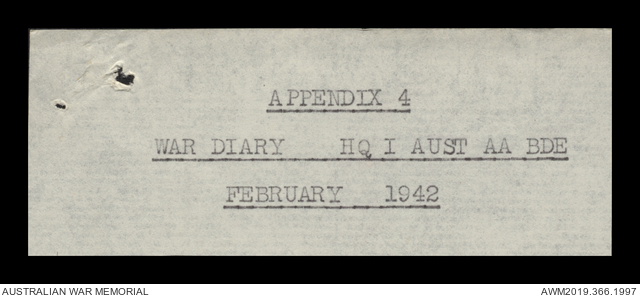 APPENDIX 4
WAR DIARY HQ I AUST AA BDE
FEBRUARY 1942
AUSTRALIAN WAR MEMORIAL
AWM2019.366.1997